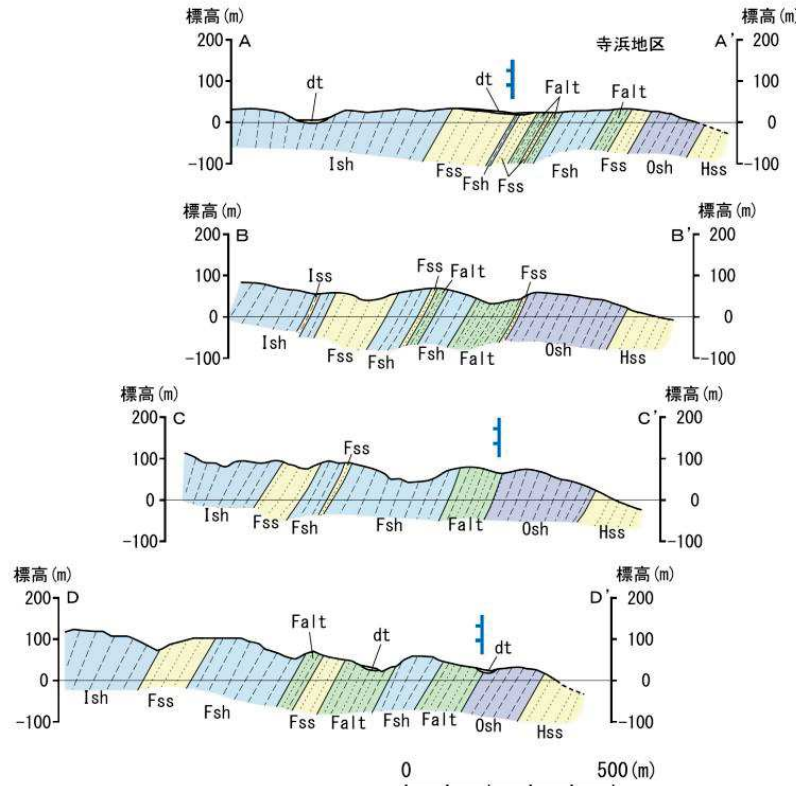 標高(m) 標高(m)
A 寺浜地区 A'
200 200
dt dt Falt Falt
100 100
0 0
-100 -100
Ish Fss Fsh Fss Fsh Fss Osh Hss
標高(m) 標高(m)
B B'
200 200
Iss Fss Falt Fss
100 100
0 0
-100 -100
Ish Fss Fsh Fsh Falt Osh Hss
標高(m) 標高(m)
C C'
200 200
Fss
100 100
0 0
-100 -100
Ish Fss Fsh Fsh Falt Osh Hss
標高(m) 標高(m)
D D'
200 200
Falt dt dt
100 100
0 0
-100 -100
Ish Fss Fsh Fss Falt Fsh Falt Osh Hss
0 500(m)